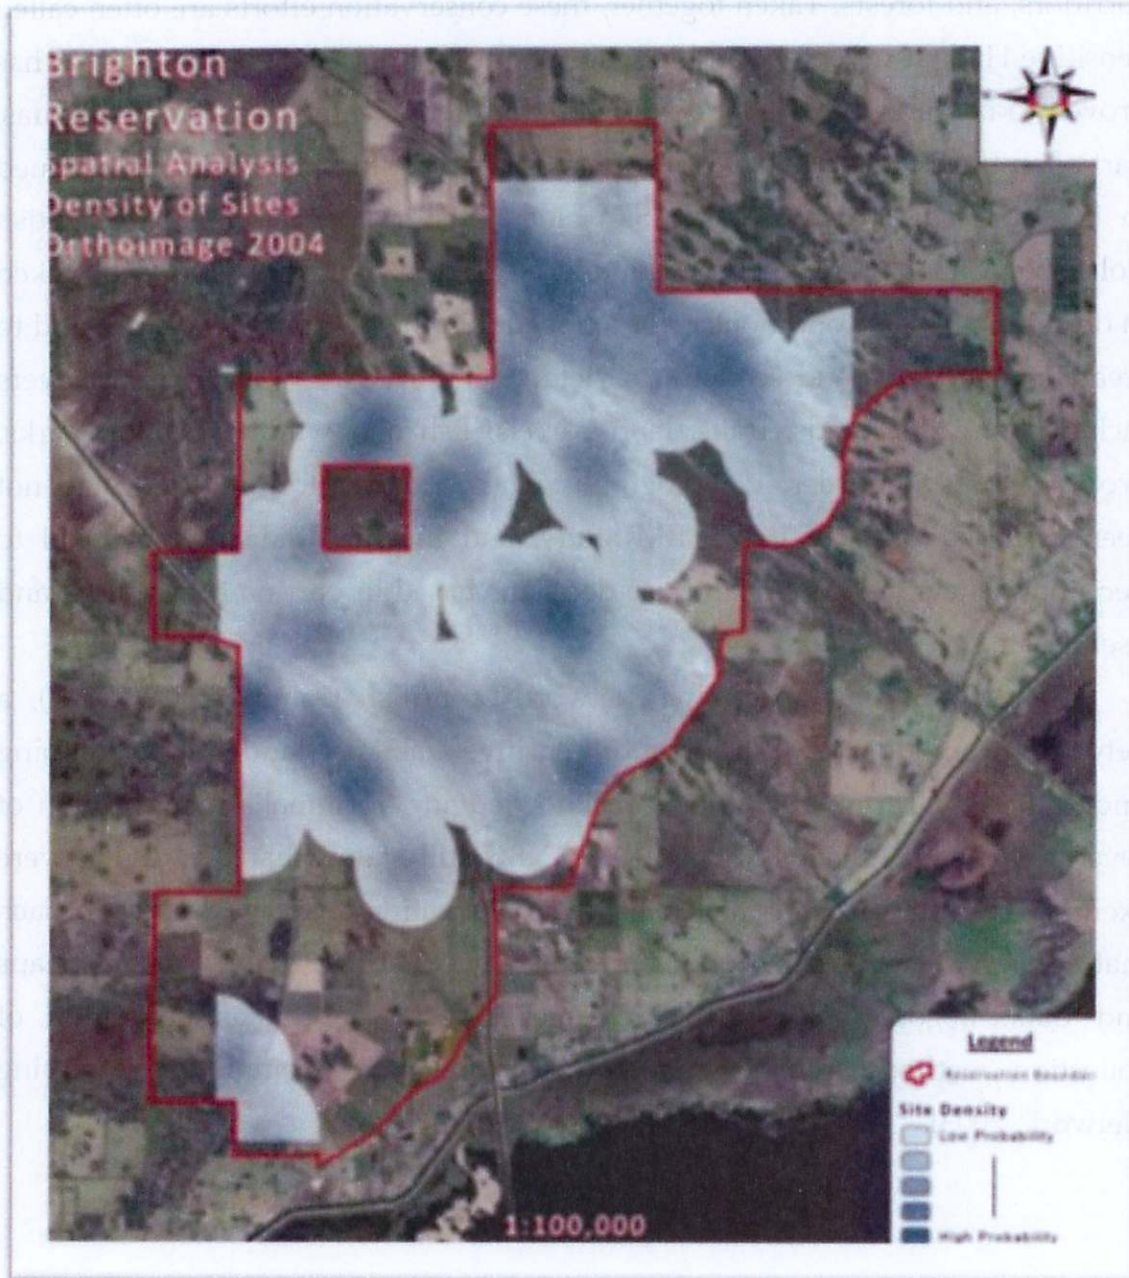 Brighton
Reservation
Spatial Analysis
Density of Sites
Orthoimage 2004
Legend
Reservation Boundary
Site Density
Low Probability
High Probability
1:100,000